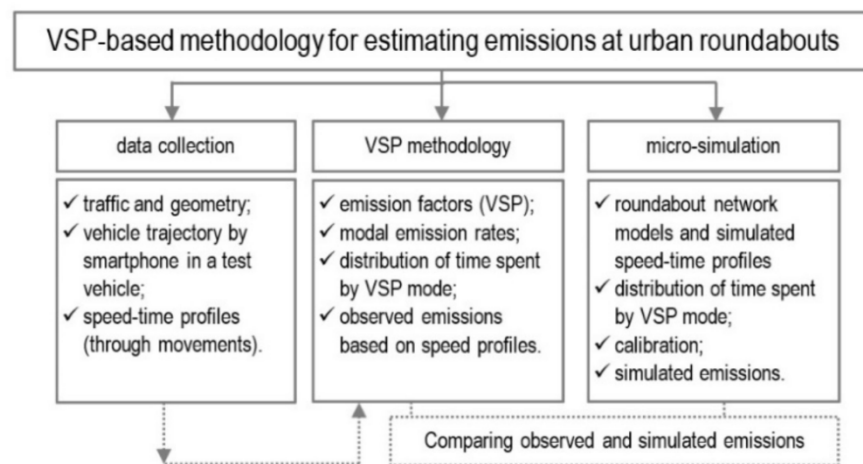 VSP-based methodology for estimating emissions at urban roundabouts
data collection
✓ traffic and geometry;
✓ vehicle trajectory by
smartphone in a test
vehicle;
✓ speed-time profiles
(through movements).
VSP methodology
✓ emission factors (VSP);
✓ modal emission rates;
✓ distribution of time spent
by VSP mode;
✓ observed emissions
based on speed profiles.
micro-simulation
✓ roundabout network
models and simulated
speed-time profiles
✓ distribution of time spent
by VSP mode;
✓ calibration;
✓ simulated emissions.
Comparing observed and simulated emissions